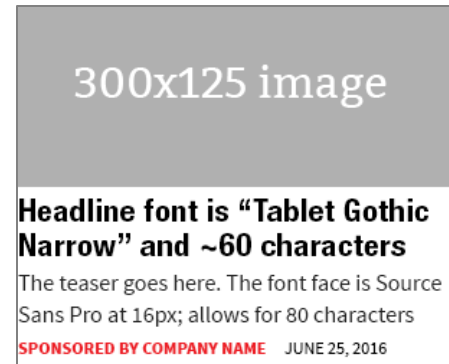 300x125 image
Headline font is “Tablet Gothic
Narrow” and ~60 characters
The teaser goes here. The font face is Source
Sans Pro at 16px; allows for 80 characters
SPONSORED BY COMPANY NAME JUNE 25, 2016